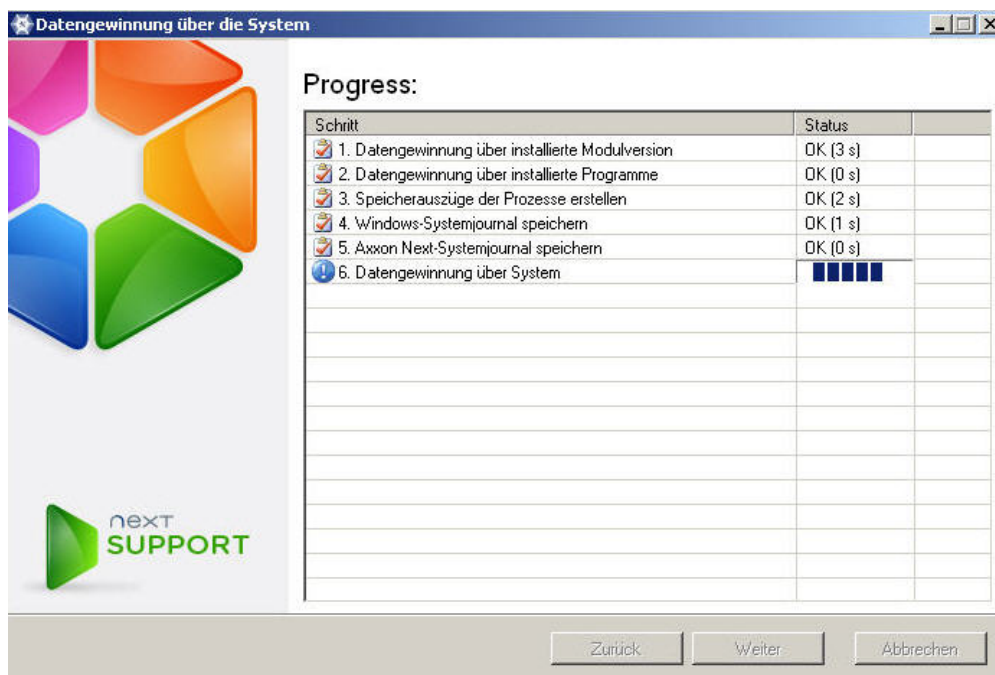 Datengewinnung über die System
Progress:
Schritt Status
1. Datengewinnung über installierte Modulversion OK (3 s)
2. Datengewinnung über installierte Programme OK (0 s)
3. Speicherauszüge der Prozesse erstellen OK (2 s)
4. Windows-Systemjournal speichern OK (1 s)
5. Axxon Next-Systemjournal speichern OK (0 s)
6. Datengewinnung über System
next
SUPPORT
Zurück Weiter Abbrechen